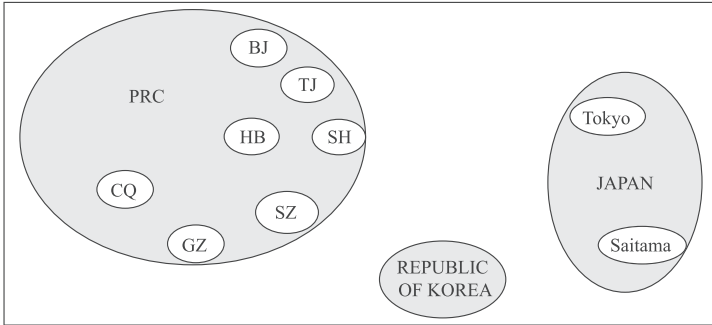 BJ
TJ
PRC
HB
SH
CQ
SZ
GZ
REPUBLIC
OF KOREA
Tokyo
JAPAN
Saitama